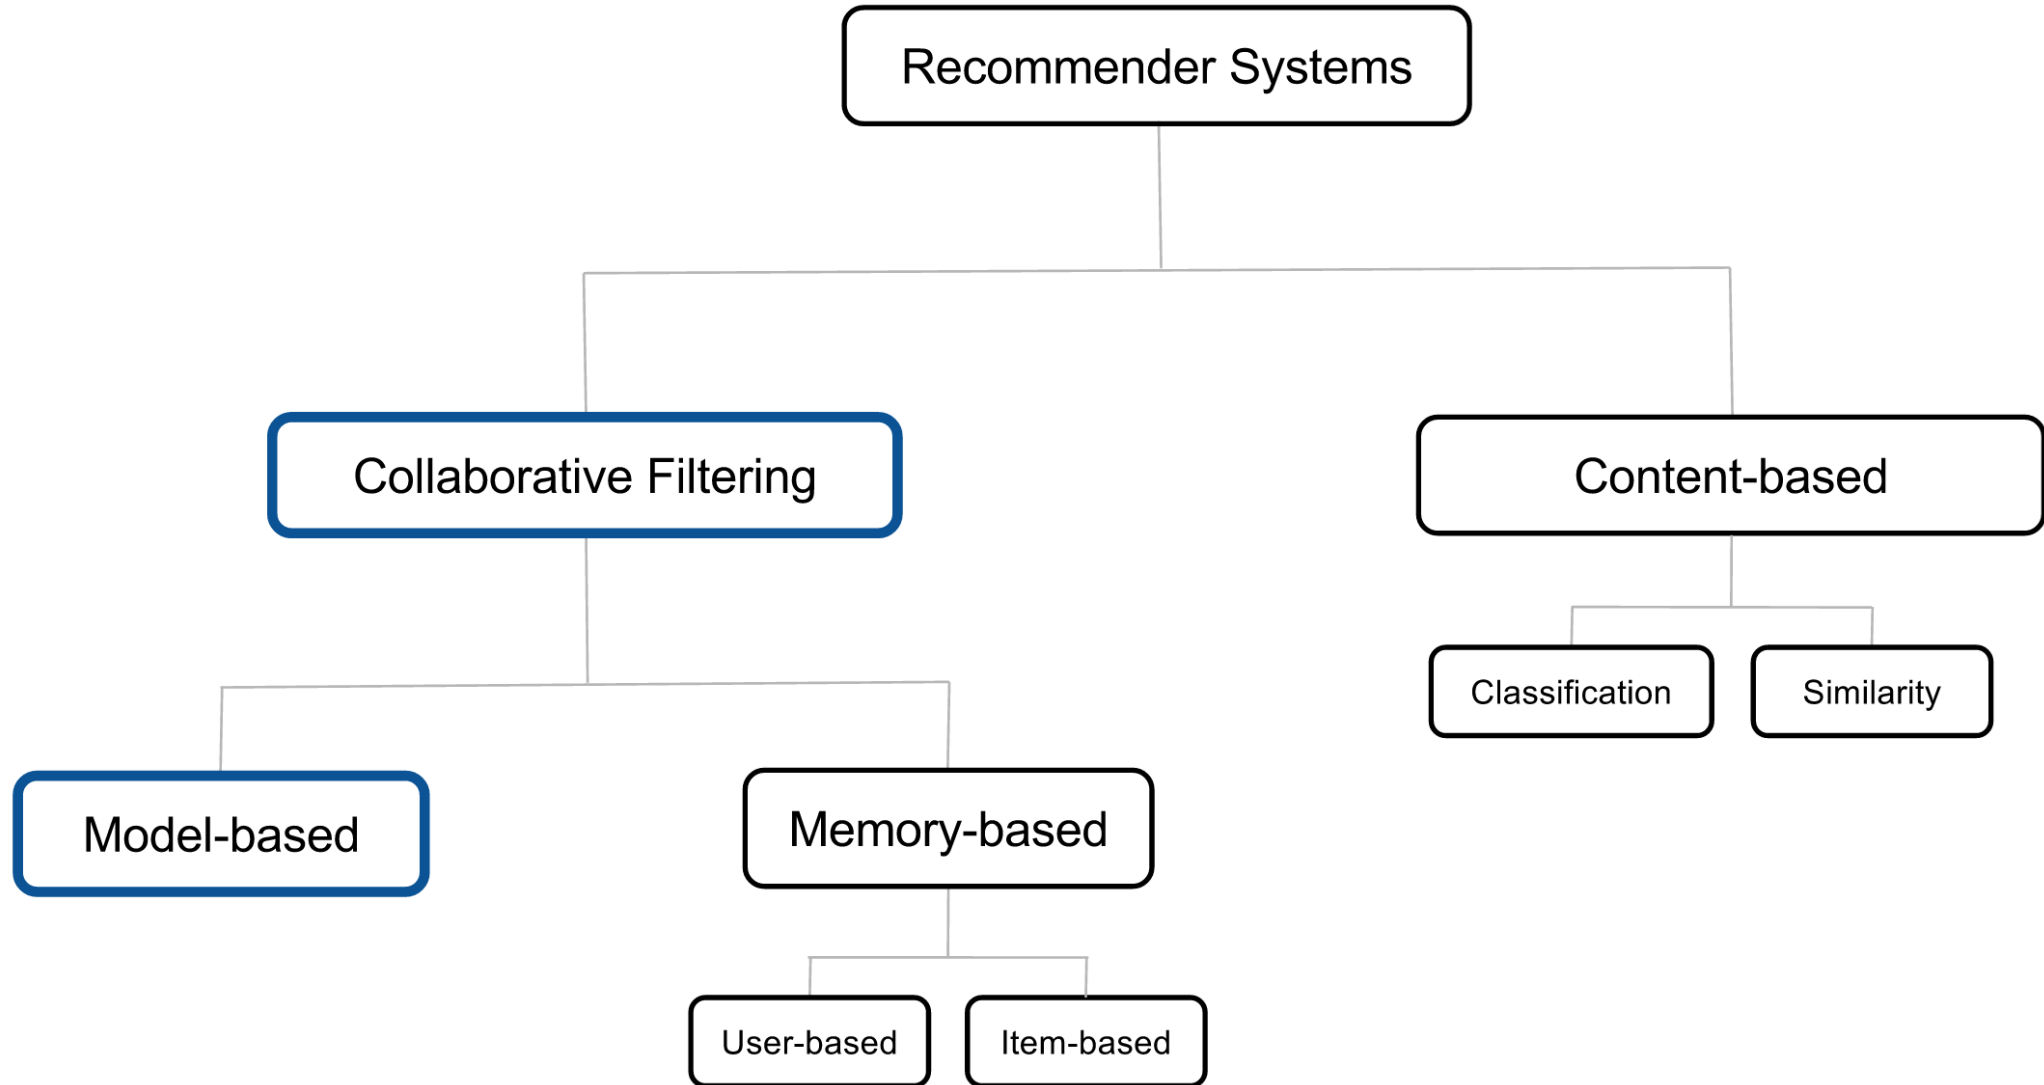 Recommender Systems
Collaborative Filtering
Content-based
Classification
Similarity
Model-based
Memory-based
User-based
Item-based